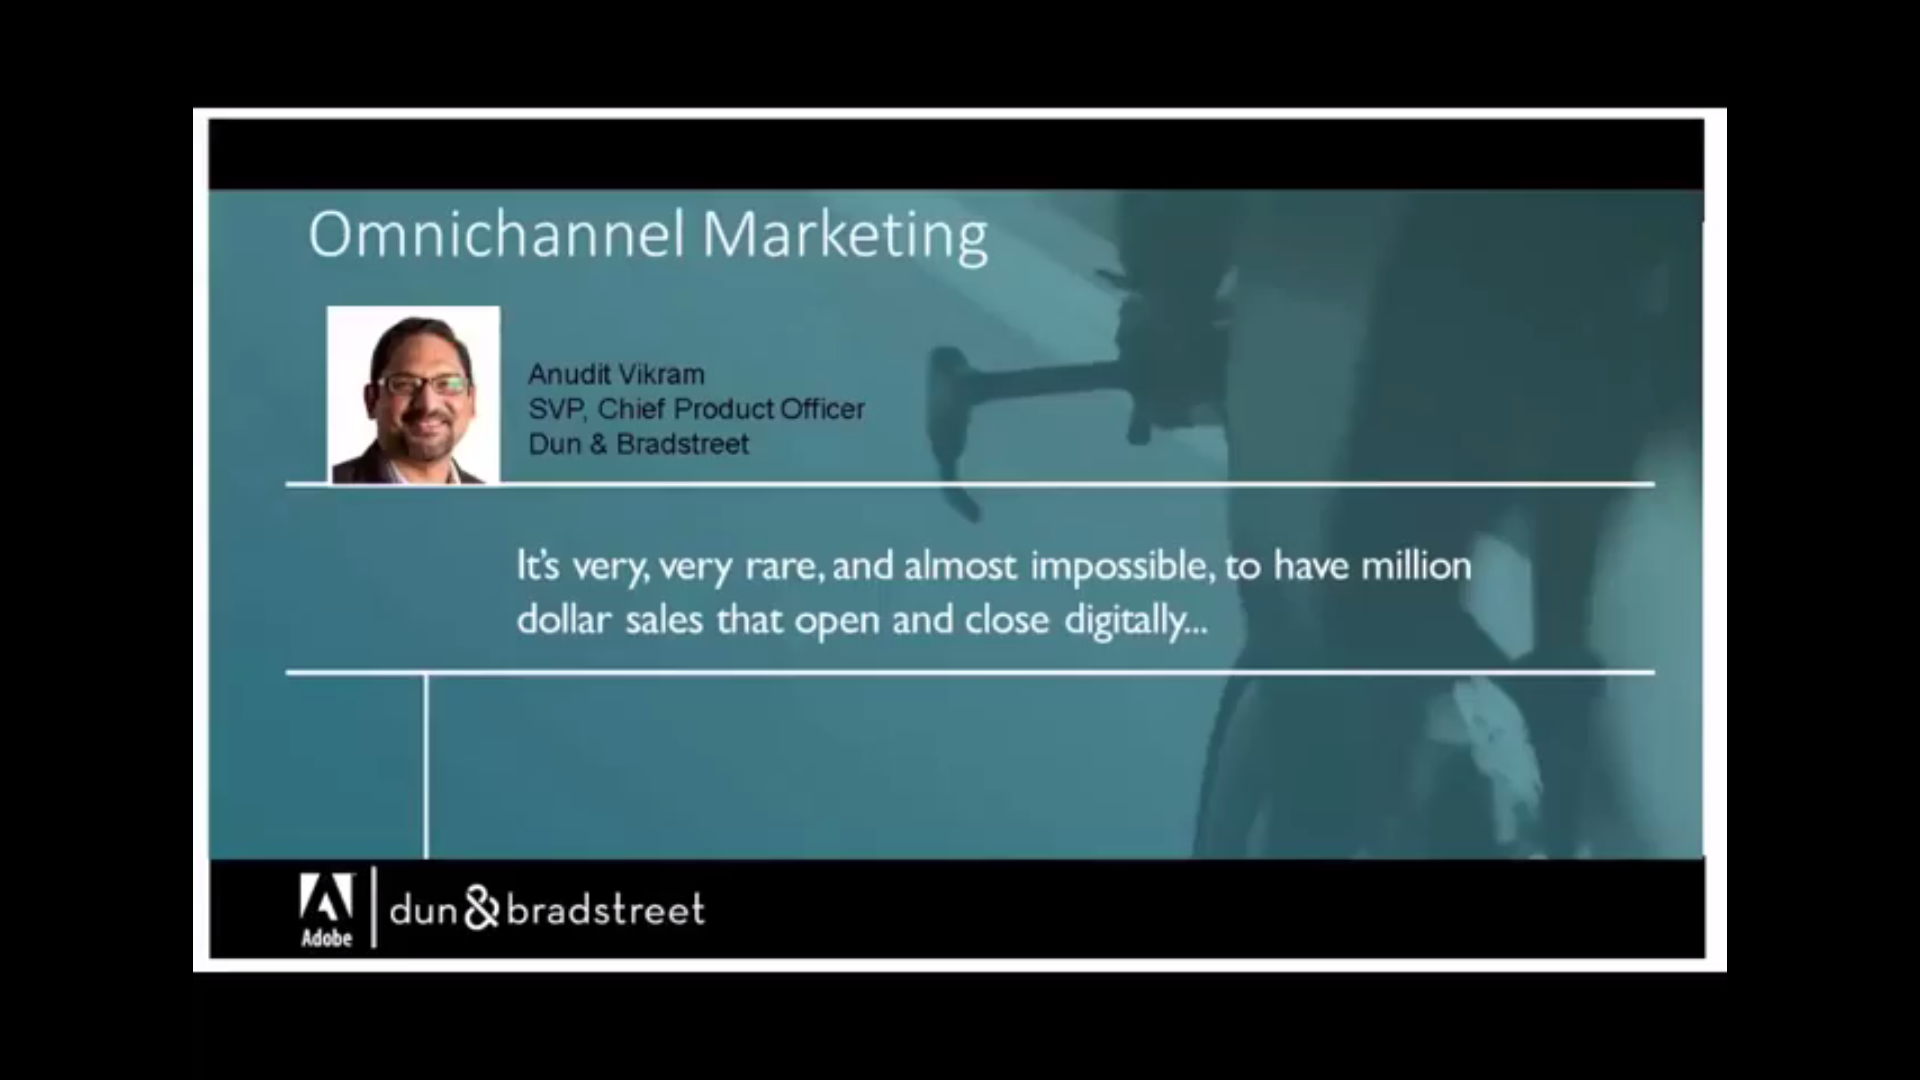 Omnichannel Marketing
Anudit Vikram
SVP, Chief Product Officer
Dun & Bradstreet
It's very, very rare, and almost impossible, to have million
dollar sales that open and close digitally...
Adobe
dun & bradstreet